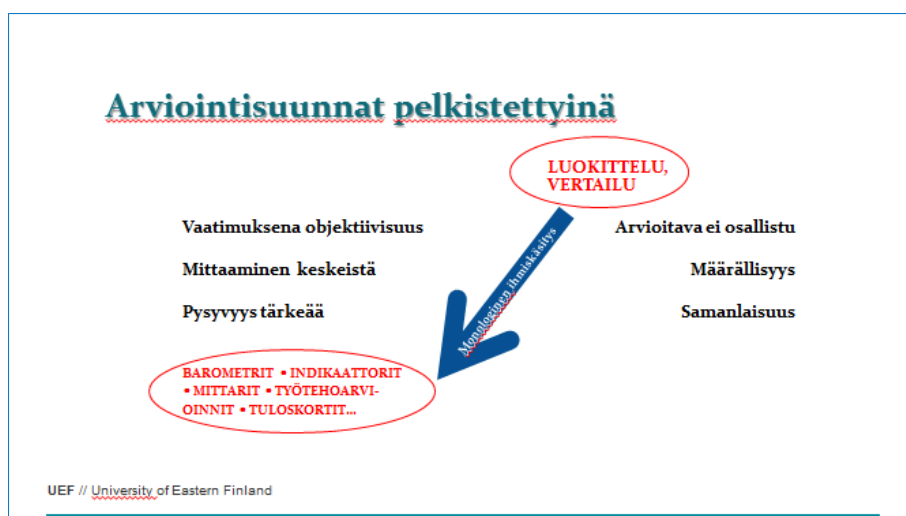 Arviointisuunnat pelkistettyinä
LUOKITTELU,
VERTAILU
Vaatimuksena objektiivisuus
Arvioitava ei osallistu
Mittaaminen keskeistä
Määrällisyys
Pysyvyys tärkeää
Samanlaisuus
Monologinen ihmiskäsitys
BAROMETRIT • INDIKAATTORIT
• MITTARIT • TYÖTEHOARVI-
OINNIT • TULOSKORTIT...
UEF // University of Eastern Finland